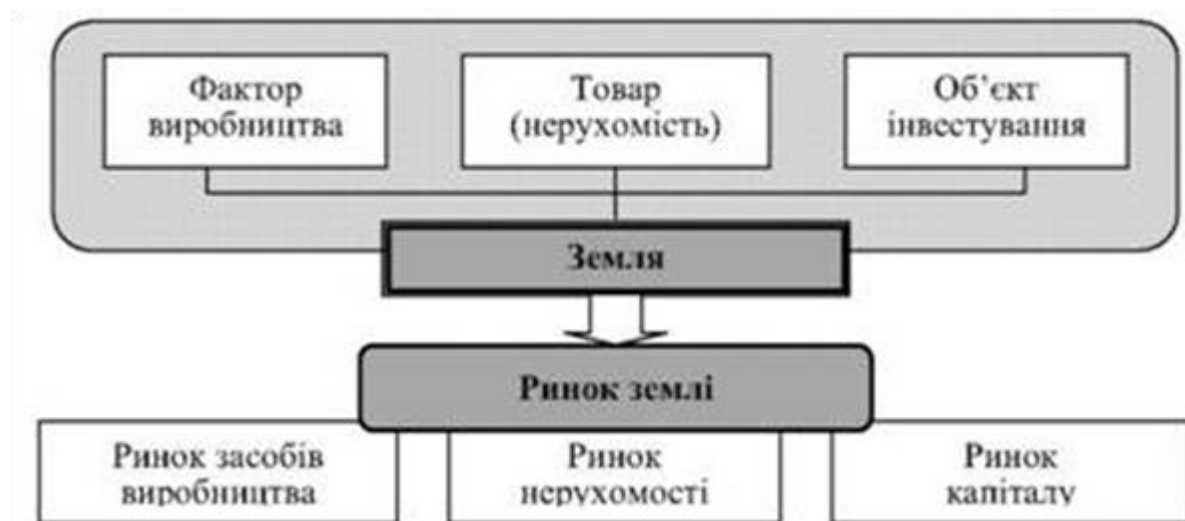 Фактор
виробництва
Товар
(нерухомість)
Об’єкт
інвестування
Земля
Ринок землі
Ринок засобів
виробництва
Ринок
нерухомості
Ринок
капіталу